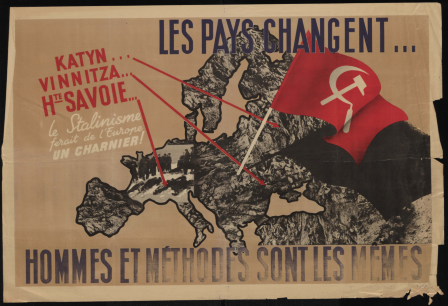 LES PAYS CHANGENT...
KATYN...
VINNITZA...
HTE SAVOIE...
le Stalinisme
ferait de l'Europe
UN CHARNIER!
HOMMES ET MÉTHODES SONT LES MÊMES